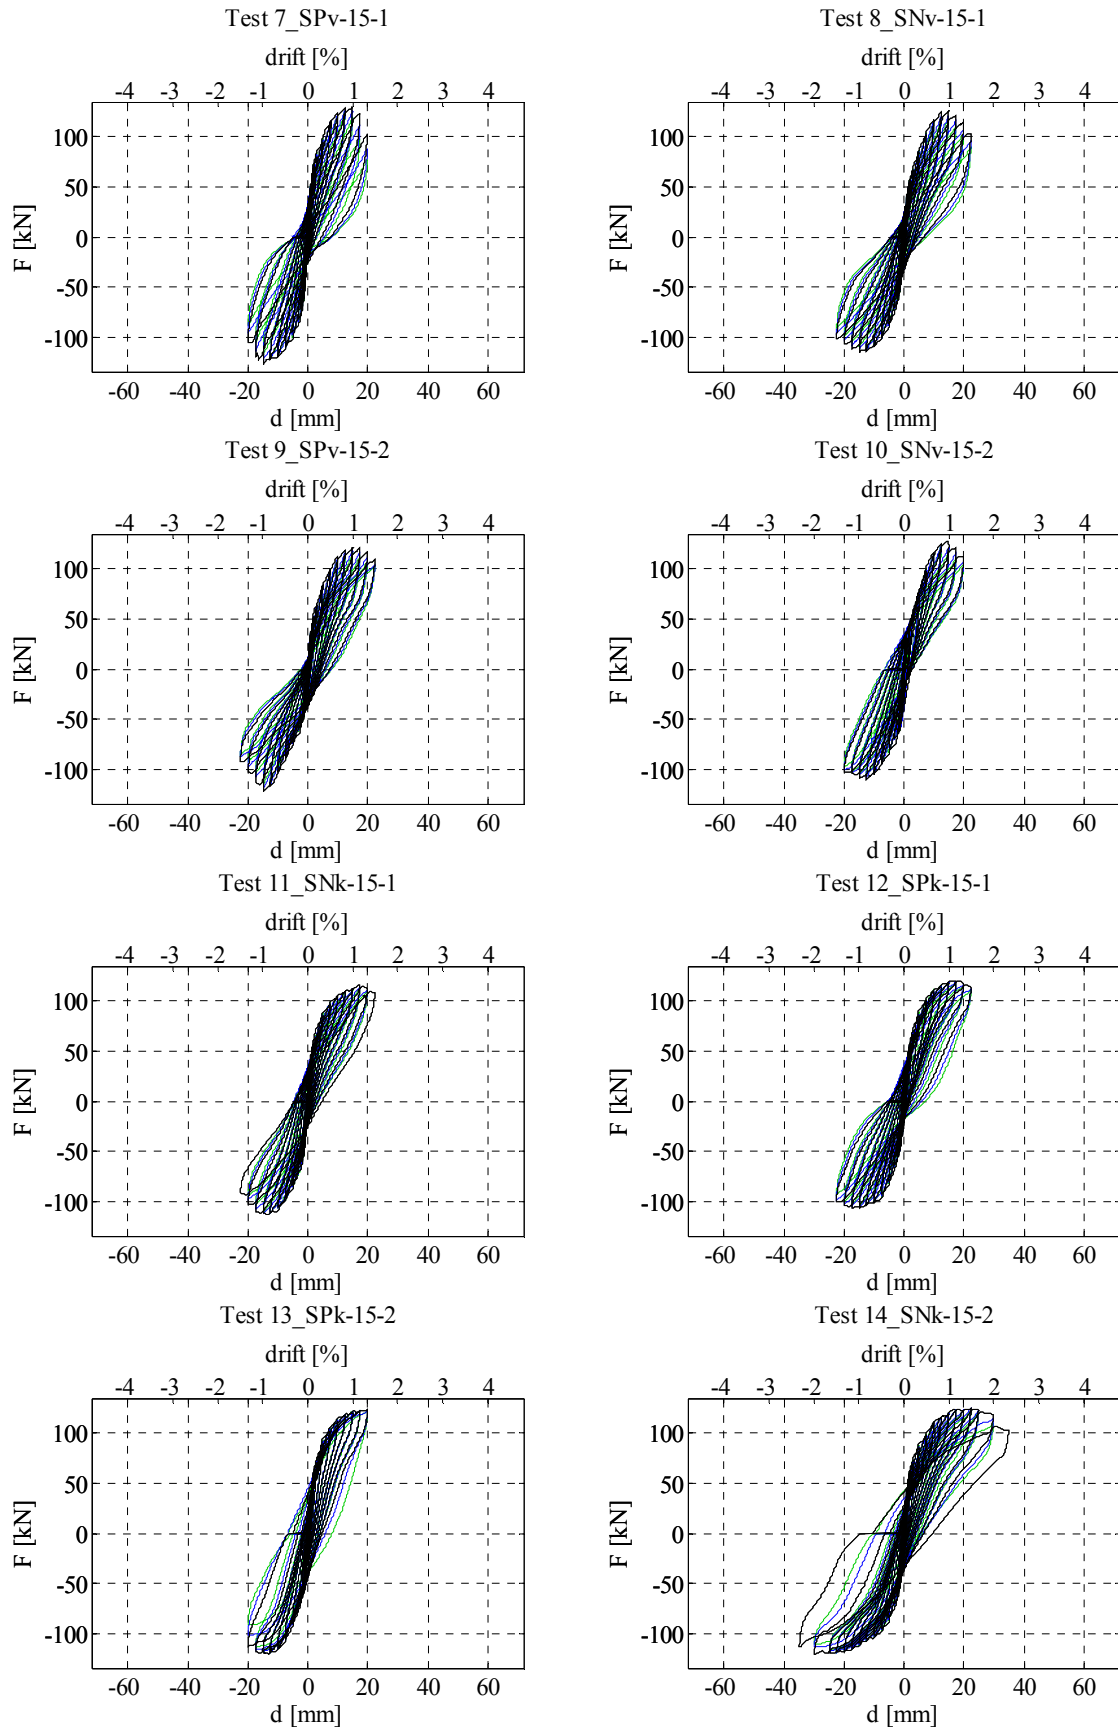 Test 7_SPv-15-1
drift [%]
-4 -3 -2 -1 0 1 2 3 4
F [kN]
100
50
0
-50
-100
-60 -40 -20 0 20 40 60
d [mm]
Test 8_SNv-15-1
drift [%]
-4 -3 -2 -1 0 1 2 3 4
F [kN]
100
50
0
-50
-100
-60 -40 -20 0 20 40 60
d [mm]
Test 9_SPv-15-2
drift [%]
-4 -3 -2 -1 0 1 2 3 4
F [kN]
100
50
0
-50
-100
-60 -40 -20 0 20 40 60
d [mm]
Test 10_SNv-15-2
drift [%]
-4 -3 -2 -1 0 1 2 3 4
F [kN]
100
50
0
-50
-100
-60 -40 -20 0 20 40 60
d [mm]
Test 11_SNk-15-1
drift [%]
-4 -3 -2 -1 0 1 2 3 4
F [kN]
100
50
0
-50
-100
-60 -40 -20 0 20 40 60
d [mm]
Test 12_SPk-15-1
drift [%]
-4 -3 -2 -1 0 1 2 3 4
F [kN]
100
50
0
-50
-100
-60 -40 -20 0 20 40 60
d [mm]
Test 13_SPk-15-2
drift [%]
-4 -3 -2 -1 0 1 2 3 4
F [kN]
100
50
0
-50
-100
-60 -40 -20 0 20 40 60
d [mm]
Test 14_SNk-15-2
drift [%]
-4 -3 -2 -1 0 1 2 3 4
F [kN]
100
50
0
-50
-100
-60 -40 -20 0 20 40 60
d [mm]